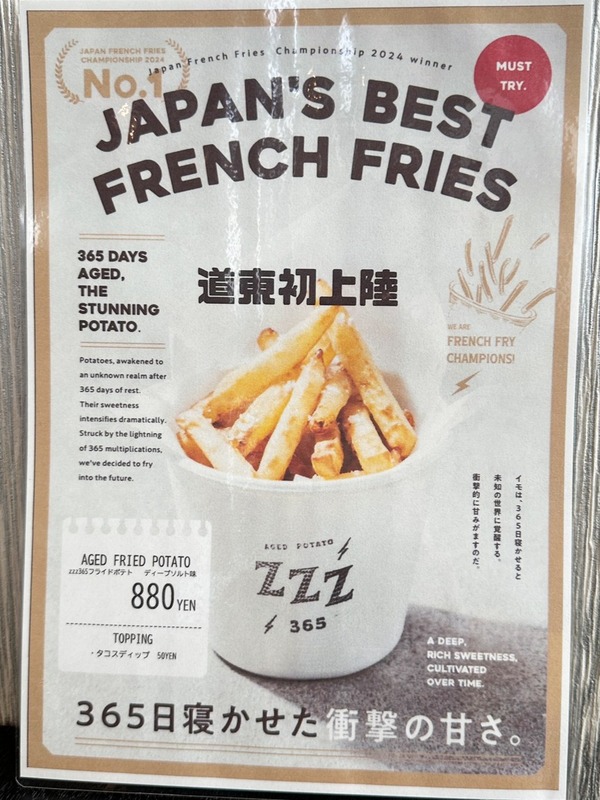 JAPAN FRENCH FRIES
CHAMPIONSHIP 2024
No.1
Japan French Fries Championship 2024 winner
MUST
TRY.
JAPAN'S BEST
FRENCH FRIES
365 DAYS
AGED,
THE
STUNNING
POTATO.
道東初上陸
WE ARE
FRENCH FRY
CHAMPIONS!
Potatoes, awakened to
an unknown realm after
365 days of rest.
Their sweetness
intensifies dramatically.
Struck by the lightning
of 365 multiplications,
we've decided to fry
into the future.
イモは、365日寝かせると
未知の世界に覚醒する。
衝撃的に甘みがますのだ。
AGED FRIED POTATO
zzz365フライドポテト ディープソルト味
880YEN
TOPPING
・タコスディップ 50YEN
AGED POTATO
ZZZ
365
A DEEP,
RICH SWEETNESS,
CULTIVATED
OVER TIME.
365日寝かせた衝撃の甘さ。